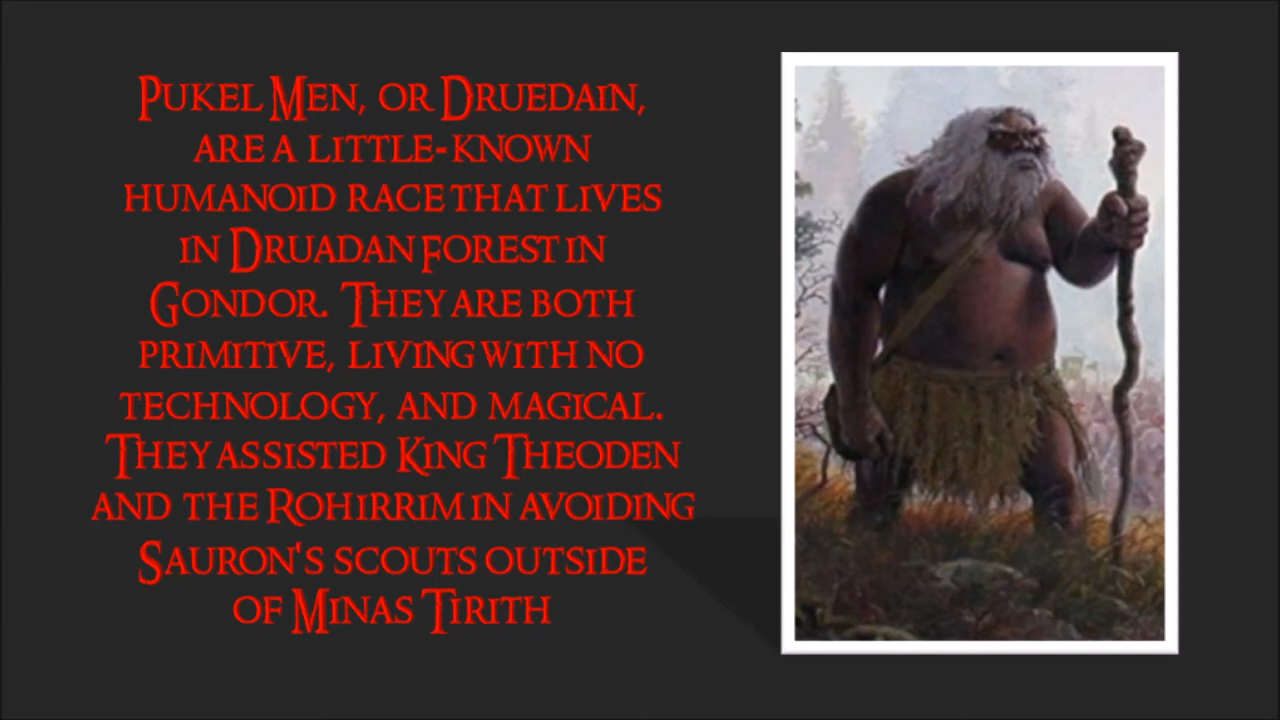 Pukel Men, or Druedain,
are a little-known
humanoid race that lives
in Druadan Forest in
Gondor. They are both
primitive, living with no
technology, and magical.
They assisted King Theoden
and the Rohirrim in avoiding
Sauron's scouts outside
of Minas Tirith